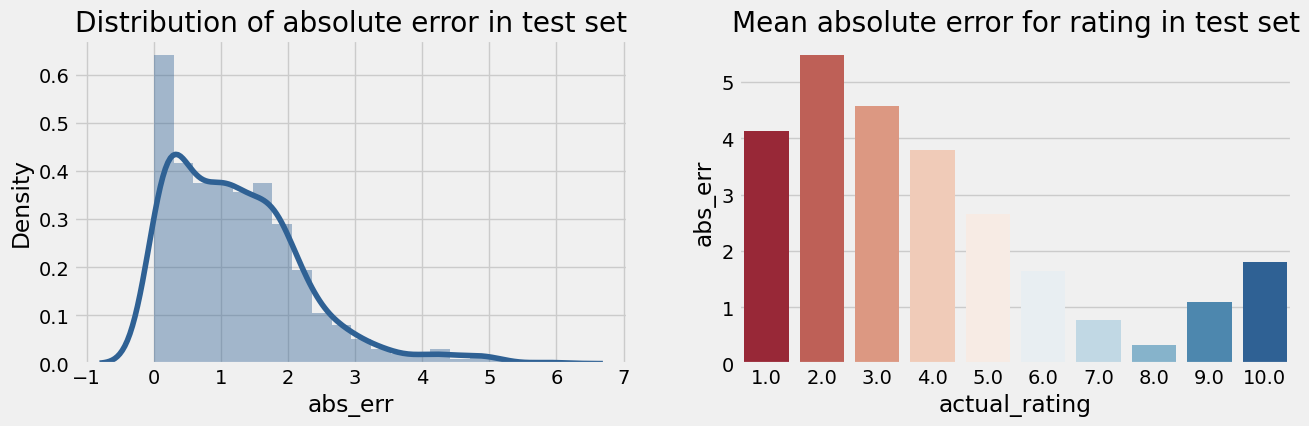 Distribution of absolute error in test set
Density
0.6
0.5
0.4
0.3
0.2
0.1
0.0
−1 0 1 2 3 4 5 6 7
abs_err
Mean absolute error for rating in test set
abs_err
5
4
3
2
1
0
1.0 2.0 3.0 4.0 5.0 6.0 7.0 8.0 9.0 10.0
actual_rating